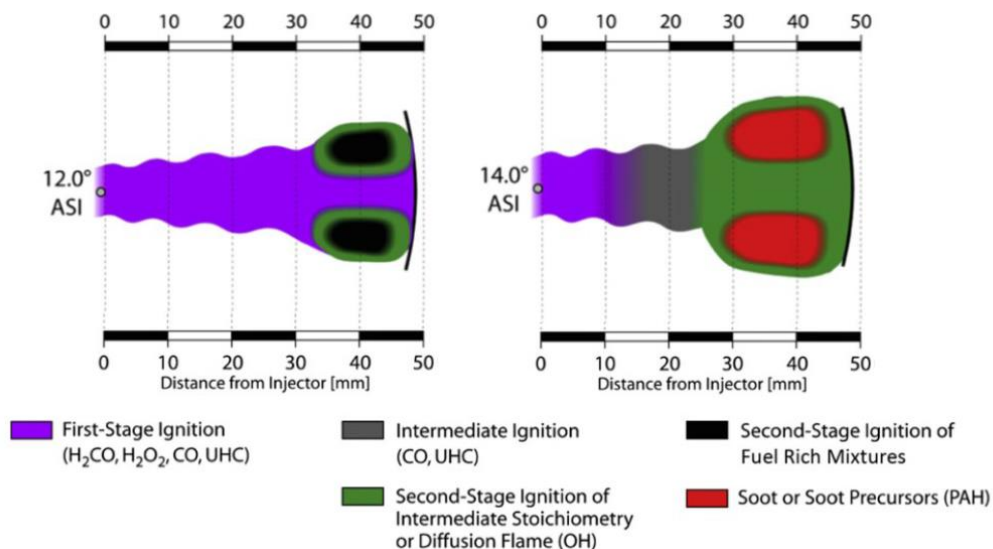 0 10 20 30 40 50
0 10 20 30 40 50
12.0°
ASI
14.0°
ASI
0 10 20 30 40 50
Distance from Injector [mm]
0 10 20 30 40 50
Distance from Injector [mm]
First-Stage Ignition
(H₂CO, H₂O₂, CO, UHC)
Intermediate Ignition
(CO, UHC)
Second-Stage Ignition of
Fuel Rich Mixtures
Second-Stage Ignition of
Intermediate Stoichiometry
or Diffusion Flame (OH)
Soot or Soot Precursors (PAH)